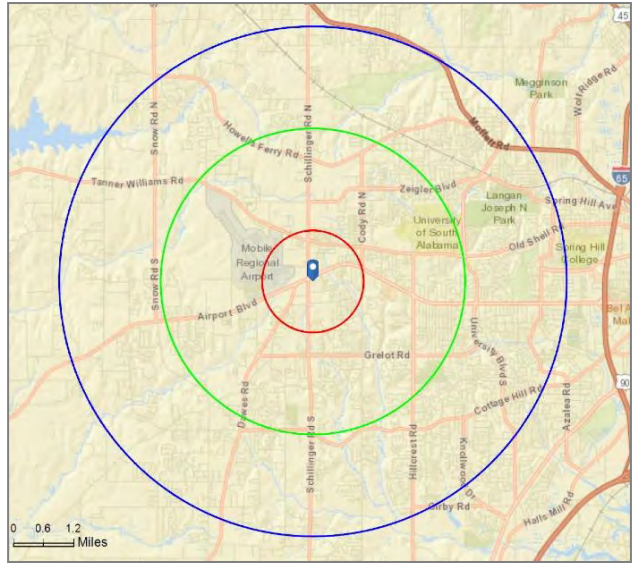 45
Megginson
Park
Wolf Ridge Rd
Snow Rd N
Howells Ferry Rd
Schillinger Rd N
Moffett Rd
65
Tanner Williams Rd
Zeigler Blvd
Cody Rd N
Langan
Joseph N
Park
Spring Hill Ave
University
of South
Alabama
Old Shell Rd
Spring Hill
College
Mobile
Regional
Airport
Snow Rd S
Airport Blvd
Bel A
Mal
University Blvd S
Grelot Rd
90
Dawes Rd
Cottage Hill Rd
Azalea Rd
Schillinger Rd S
Hillcrest Rd
Knollwood Dr
Girby Rd
Halls Mill Rd
0 0.6 1.2
Miles